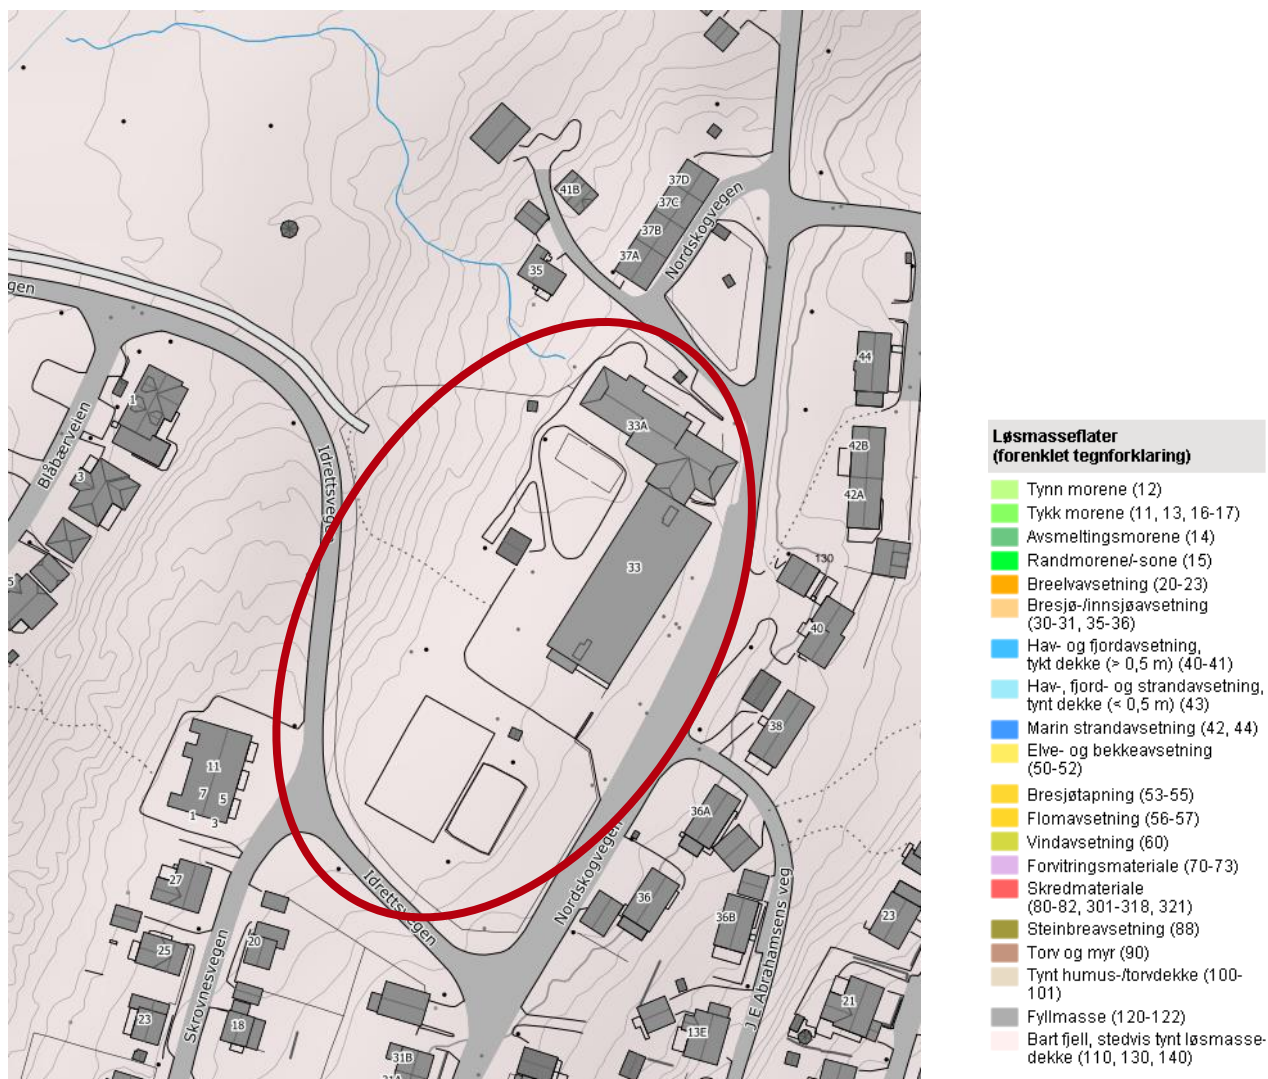 37D
37C
37B
37A
Nordskogvegen
41B
35
gen
44
42B
42A
33A
33
130
40
38
1
3
Blåbærveien
5
Idrettsvege
11
7
5
1
3
27
25
23
20
18
Skrovnesvegen
Idrettsvegen
Nordskogvegen
36A
36
36B
J E Abrahamsens veg
23
21
13E
31B
Løsmasseflater
(forenklet tegnforklaring)
Tynn morene (12)
Tykk morene (11, 13, 16-17)
Avsmeltingsmorene (14)
Randmorene/-sone (15)
Breelvavsetning (20-23)
Bresjø-/innsjøavsetning
(30-31, 35-36)
Hav- og fjordavsetning,
tykt dekke (> 0,5 m) (40-41)
Hav-, fjord- og strandavsetning,
tynt dekke (< 0,5 m) (43)
Marin strandavsetning (42, 44)
Elve- og bekkeavsetning
(50-52)
Bresjøtapning (53-55)
Flomavsetning (56-57)
Vindavsetning (60)
Forvitringsmateriale (70-73)
Skredmateriale
(80-82, 301-318, 321)
Steinbreavsetning (88)
Torv og myr (90)
Tynt humus-/torvdekke (100-
101)
Fyllmasse (120-122)
Bart fjell, stedvis tynt løsmasse-
dekke (110, 130, 140)